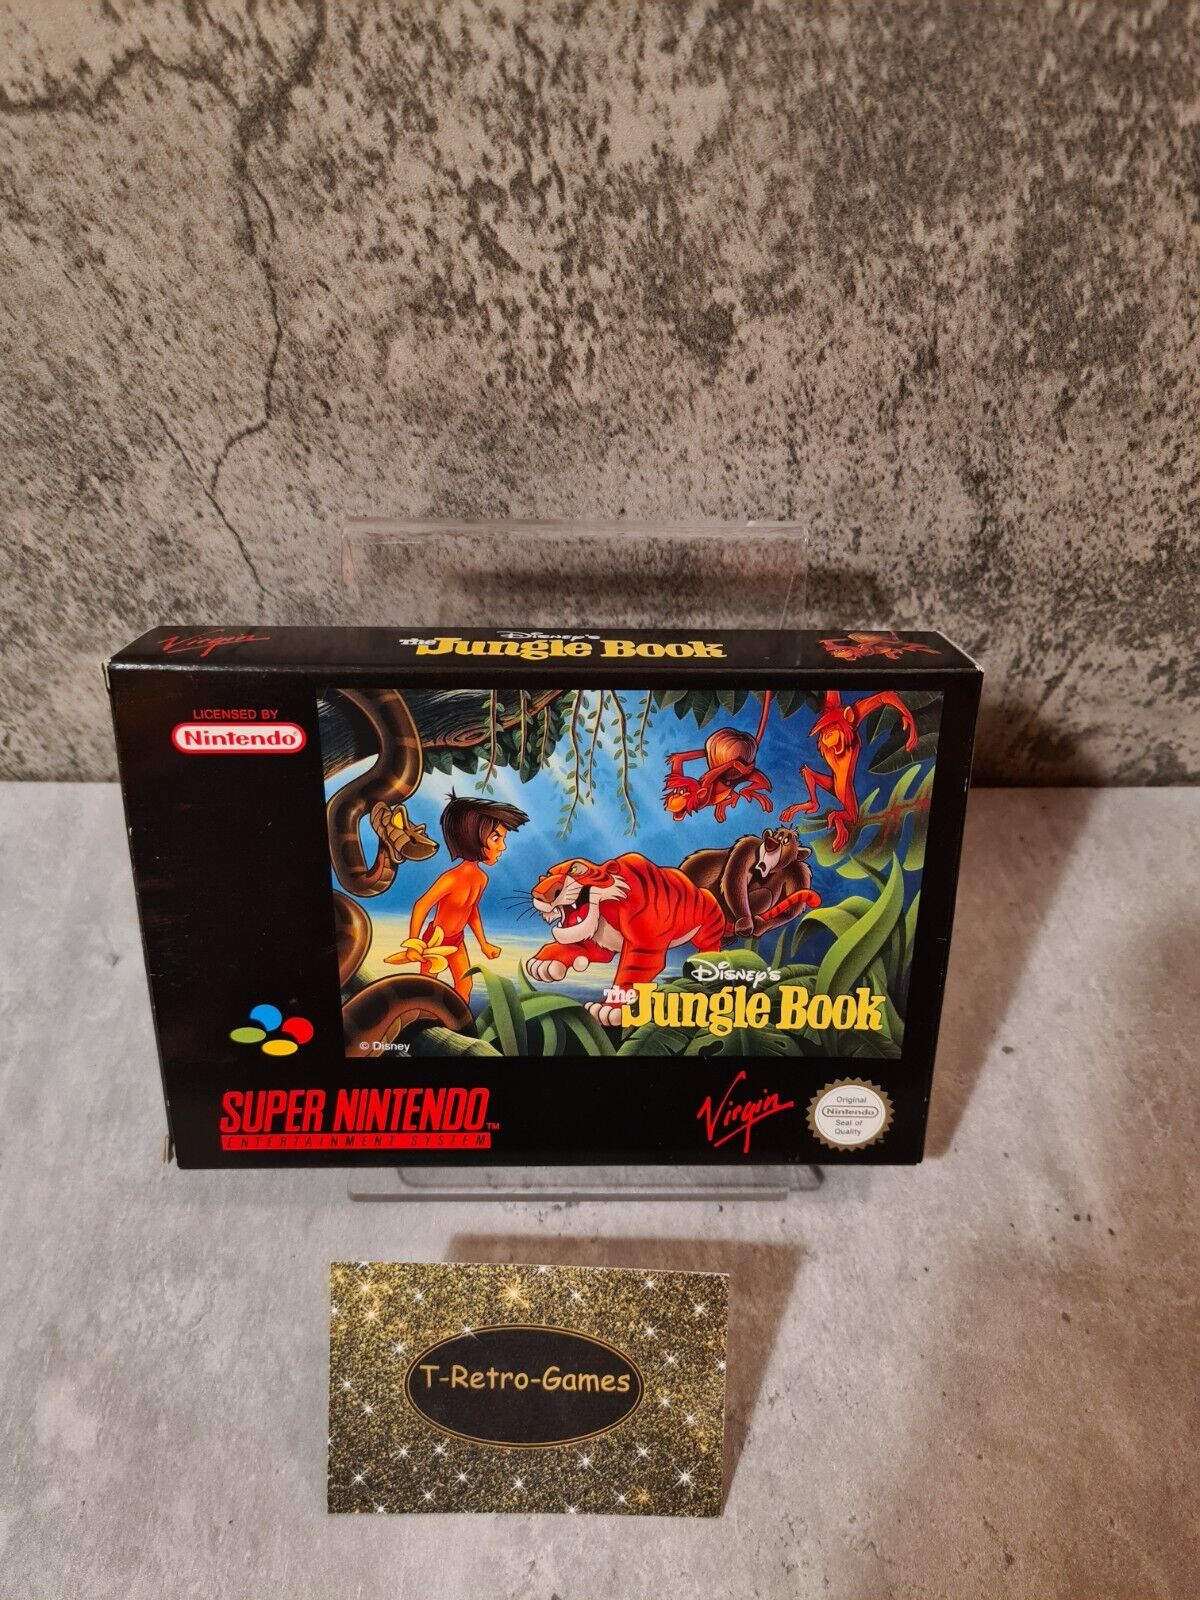 Virgin
Disney's
The Jungle Book
LICENSED BY
Nintendo®
Disney's
The Jungle Book
© Disney
SUPER NINTENDO™
ENTERTAINMENT SYSTEM
Virgin
Original
Nintendo
Seal of
Quality
T-Retro-Games